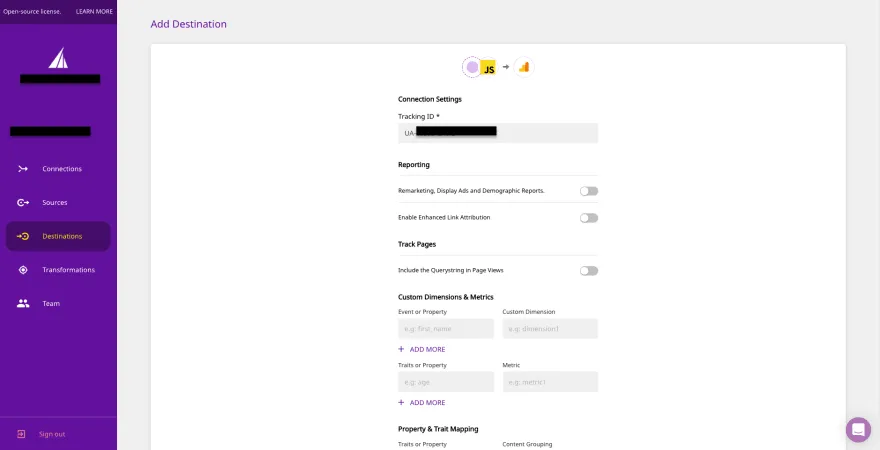 Open-source license. LEARN MORE
Add Destination
JS
Connection Settings
Tracking ID *
UA-
Reporting
Remarketing, Display Ads and Demographic Reports.
Enable Enhanced Link Attribution
Track Pages
Include the Querystring in Page Views
Custom Dimensions & Metrics
Event or Property Custom Dimension
e.g: first_name e.g: dimension1
+ ADD MORE
Traits or Property Metric
e.g: age e.g: metric1
+ ADD MORE
Property & Trait Mapping
Traits or Property Content Grouping
Connections
Sources
Destinations
Transformations
Team
Sign out